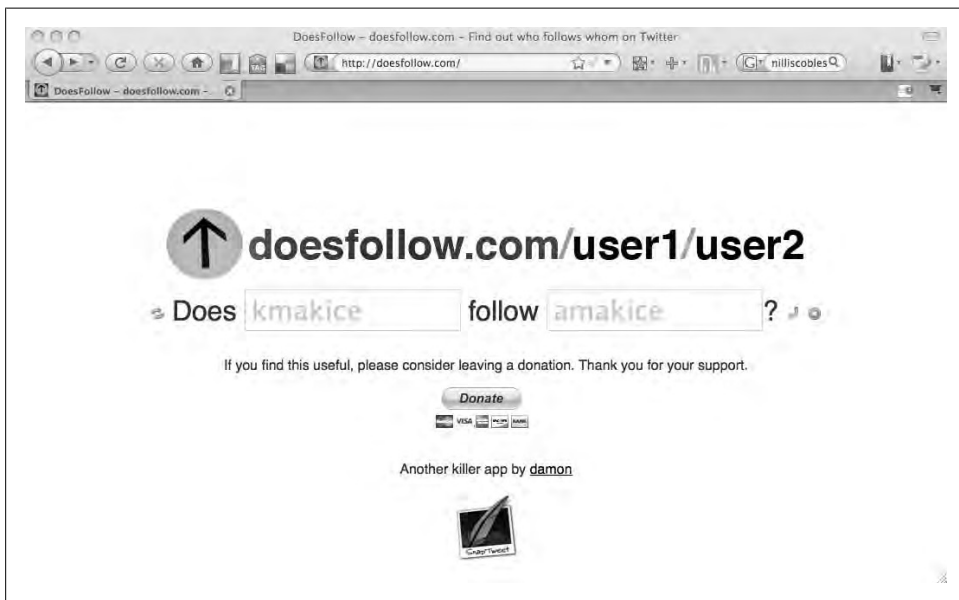 DoesFollow – doesfollow.com – Find out who follows whom on Twitter
http://doesfollow.com/ nilliscobles
DoesFollow – doesfollow.com –
doesfollow.com/user1/user2
Does kmakice follow amakice ?
If you find this useful, please consider leaving a donation. Thank you for your support.
Donate
VISA
Another killer app by damon
SnapTweet